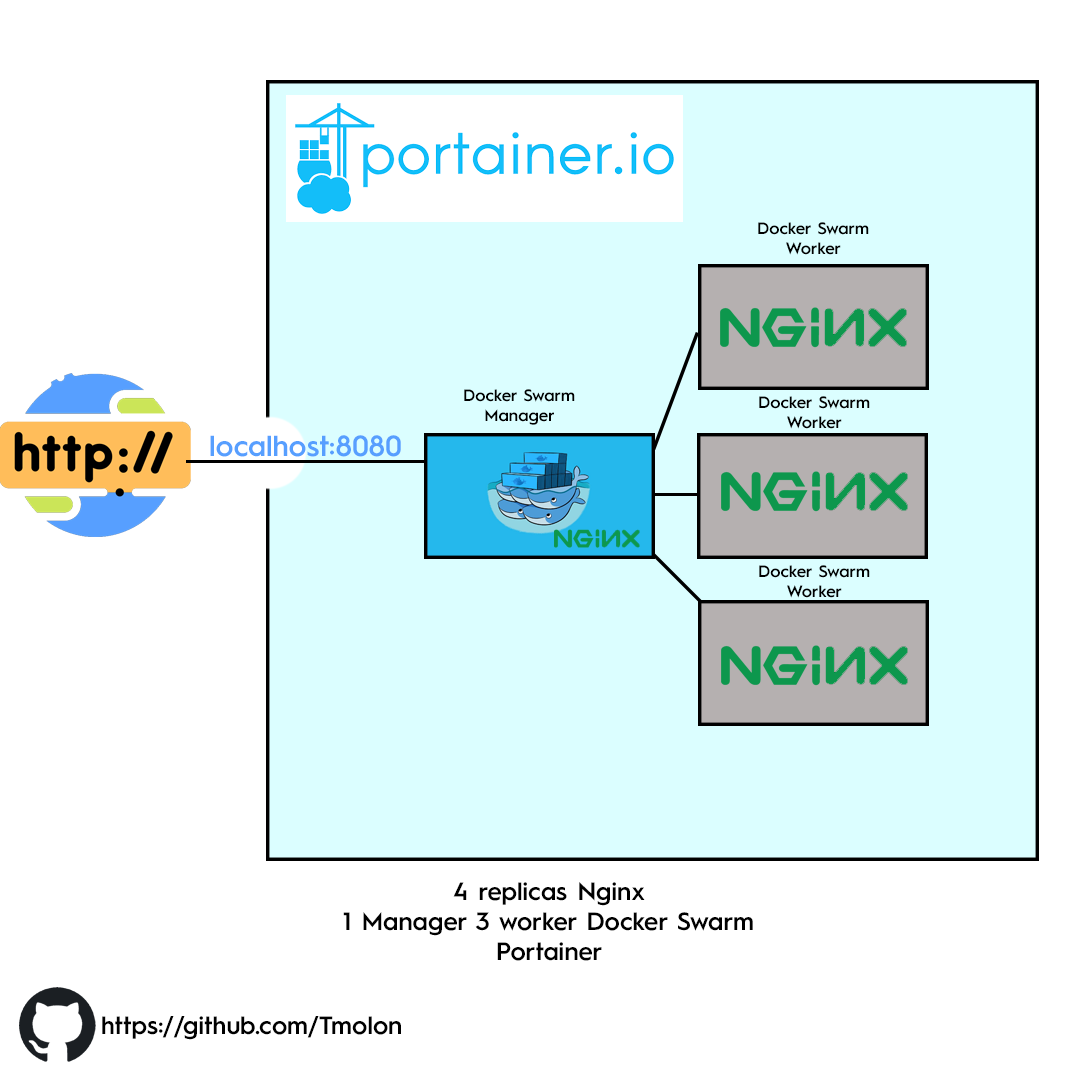 portainer.io
Docker Swarm
Worker
NGiNX
Docker Swarm
Manager
Docker Swarm
Worker
http://
localhost:8080
NGiNX
NGiNX
Docker Swarm
Worker
NGiNX
4 replicas Nginx
1 Manager 3 worker Docker Swarm
Portainer
https://github.com/Tmolon